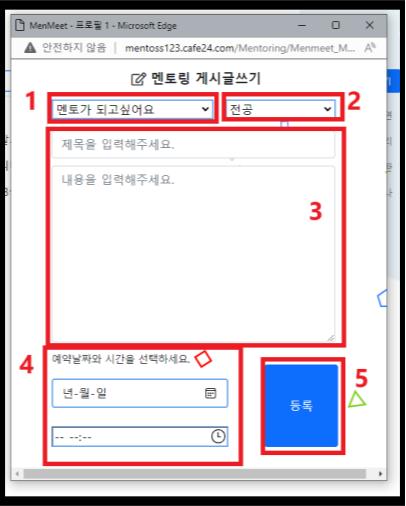 MenMeet - 프로필 1 - Microsoft Edge
안전하지 않음 | mentoss123.cafe24.com/Mentoring/Menmeet_M...
멘토링 게시글쓰기
1 멘토가 되고싶어요 전공 2
제목을 입력해주세요.
내용을 입력해주세요.
3
4 예약날짜와 시간을 선택하세요.
년-월-일
5
등록
-- --:--